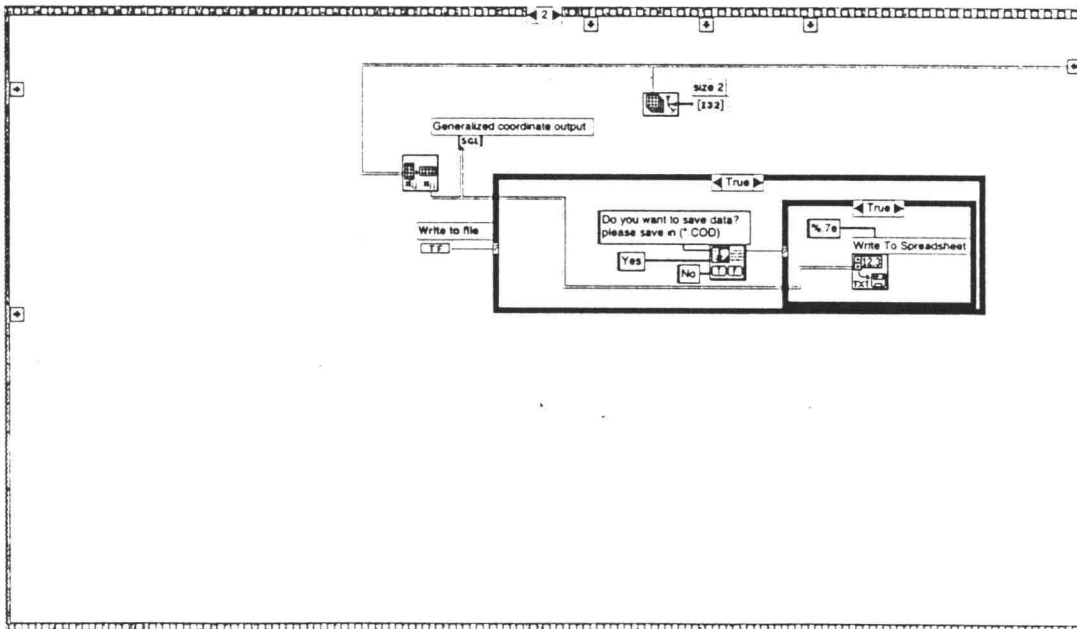 2
size 2
[I32]
Generalized coordinate output
[SGL]
True
True
Do you want to save data?
please save in (*.COD)
%.7e
Write to file
Write To Spreadsheet
TF
Yes
No
TXT